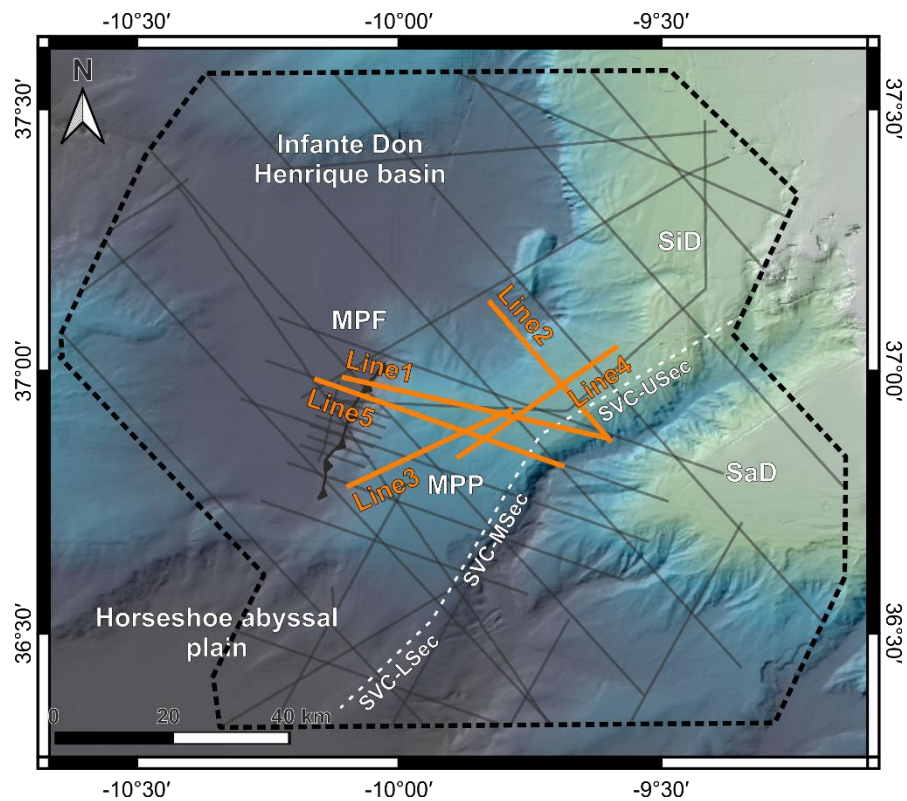 -10°30′ -10°00′ -9°30′
N
37°30′
37°30′
Infante Don
Henrique basin
SiD
Line2
MPF
Line1
37°00′
37°00′
Line4
SVC-USec
Line5
Line3
MPP
SaD
SVC-MSec
36°30′
36°30′
Horseshoe abyssal
plain
SVC-LSec
0 20 40 km
-10°30′ -10°00′ -9°30′